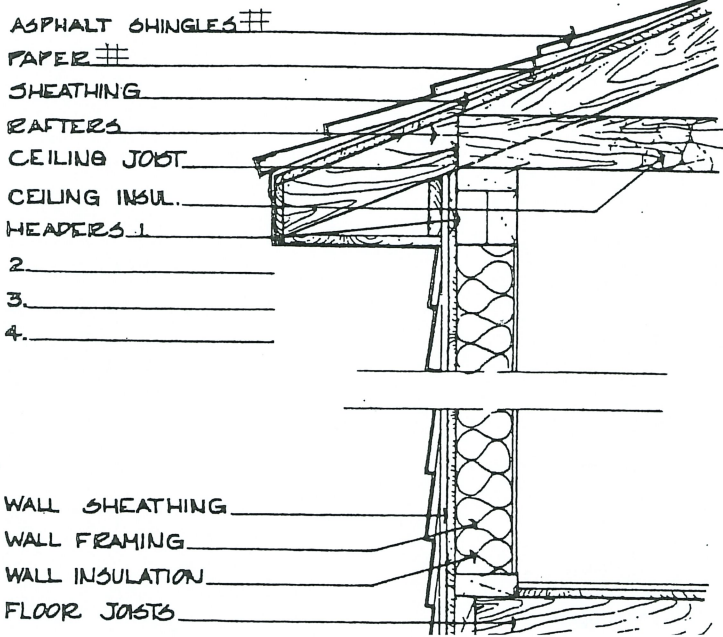 ASPHALT SHINGLES #
PAPER #
SHEATHING
RAFTERS
CEILING JOIST
CEILING INSUL.
HEADERS 1.
2.
3.
4.
WALL SHEATHING
WALL FRAMING
WALL INSULATION
FLOOR JOISTS